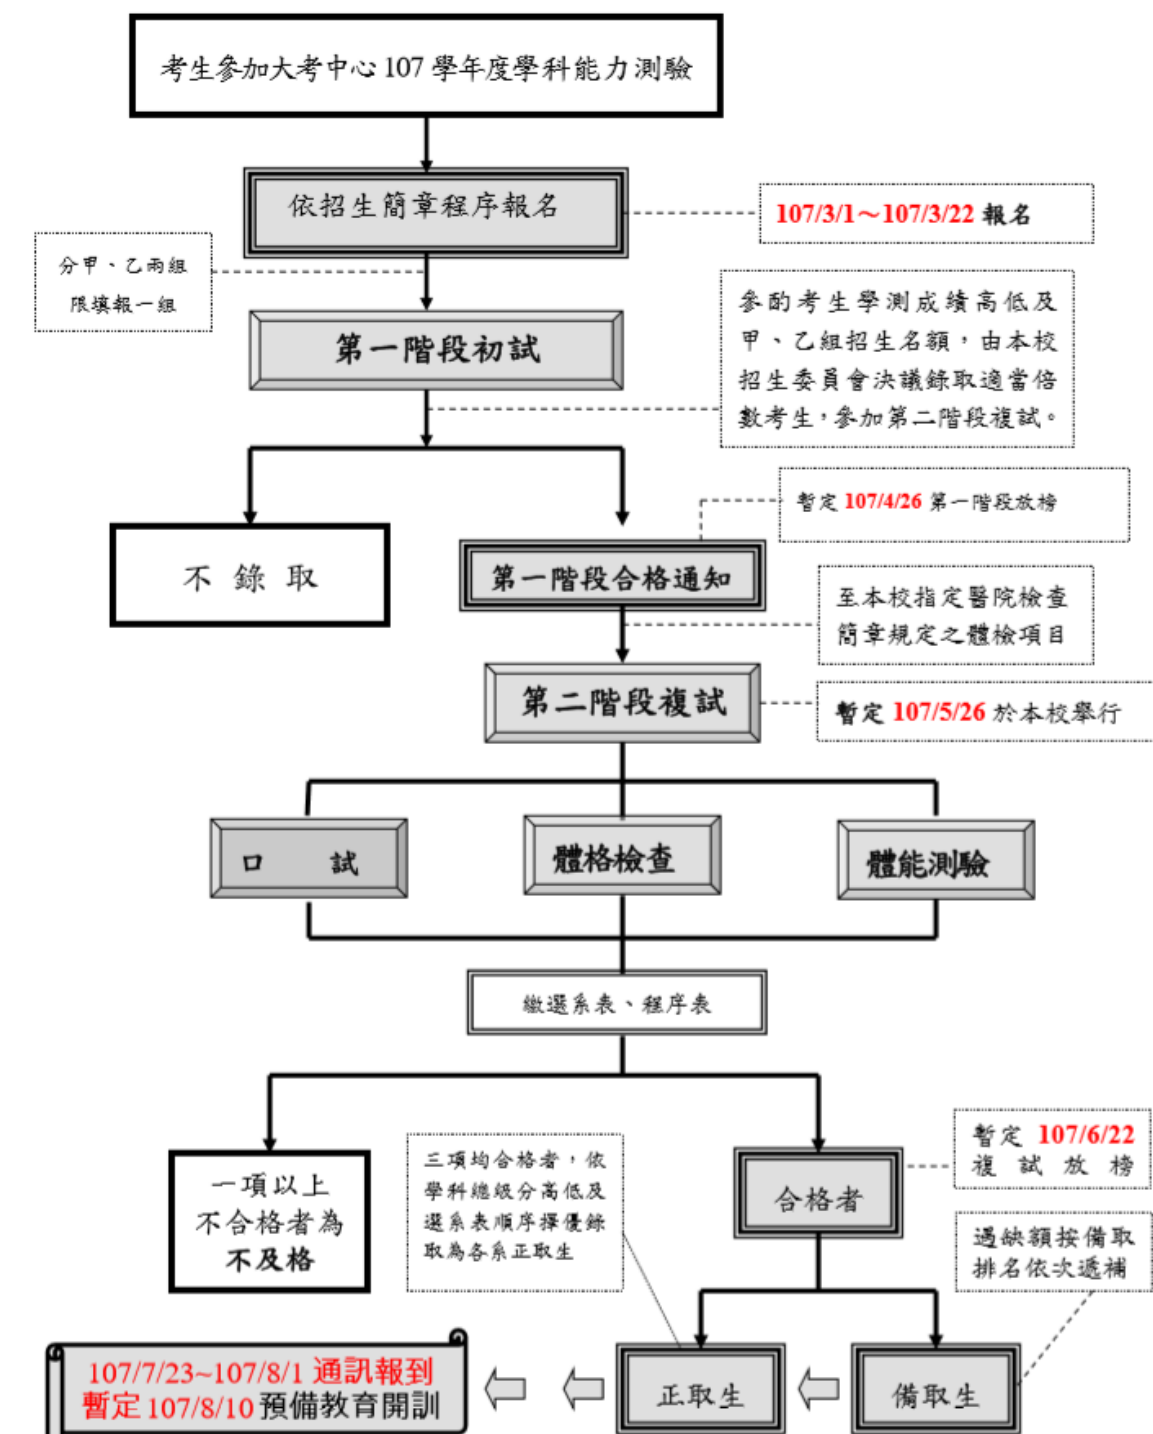 考生參加大考中心 107 學年度學科能力測驗
依招生簡章程序報名
107/3/1～107/3/22 報名
分甲、乙兩組
限填報一組
第一階段初試
參酌考生學測成績高低及
甲、乙組招生名額，由本校
招生委員會決議錄取適當倍
數考生，參加第二階段複試。
暫定 107/4/26 第一階段放榜
不 錄 取
第一階段合格通知
至本校指定醫院檢查
簡章規定之體檢項目
第二階段複試
暫定 107/5/26 於本校舉行
口 試
體格檢查
體能測驗
繳選系表、程序表
一項以上
不合格者為
不及格
三項均合格者，依
學科總級分高低及
選系表順序擇優錄
取為各系正取生
合格者
暫定 107/6/22
複 試 放 榜
遇缺額按備取
排名依次遞補
107/7/23~107/8/1 通訊報到
暫定 107/8/10 預備教育開訓
正取生
備取生